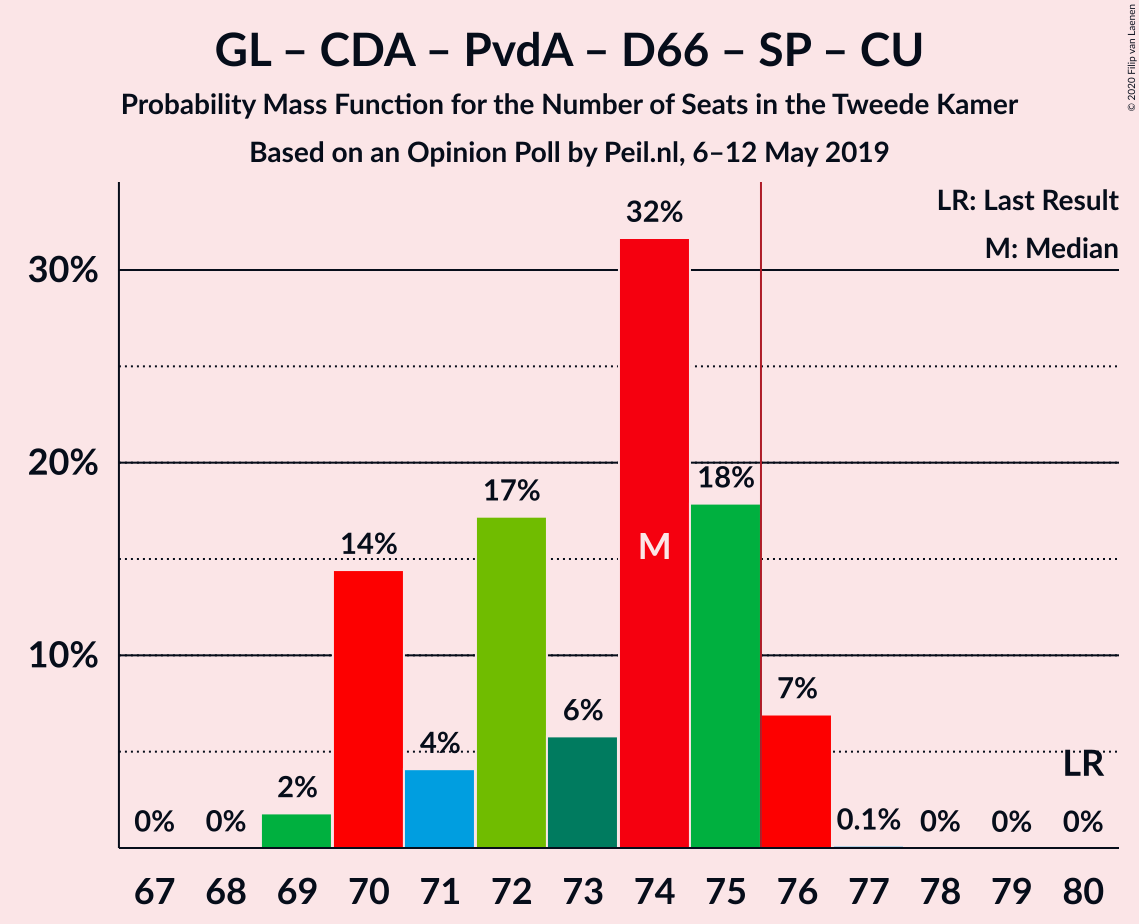 GL – CDA – PvdA – D66 – SP – CU
Probability Mass Function for the Number of Seats in the Tweede Kamer
Based on an Opinion Poll by Peil.nl, 6–12 May 2019
© 2020 Filip van Laenen
LR: Last Result
M: Median
30%
20%
10%
0%
0%
2%
14%
4%
17%
6%
32%
M
18%
7%
0.1%
0%
0%
LR
0%
67 68 69 70 71 72 73 74 75 76 77 78 79 80